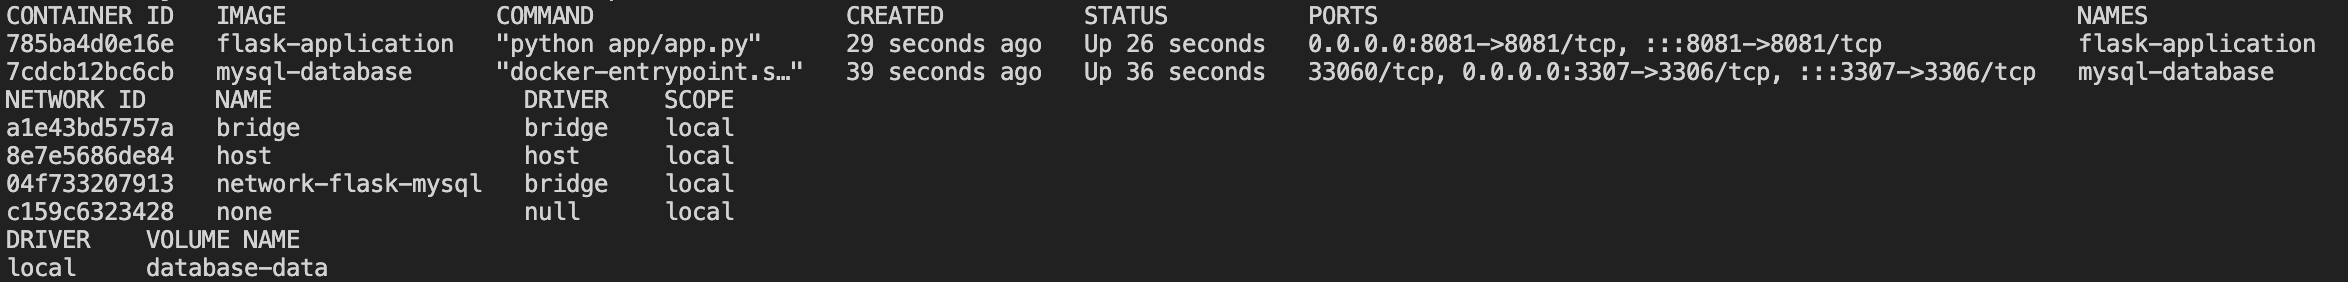 CONTAINER ID   IMAGE               COMMAND                  CREATED          STATUS          PORTS                                                  NAMES
785ba4d0e16e   flask-application   "python app/app.py"      29 seconds ago   Up 26 seconds   0.0.0.0:8081->8081/tcp, :::8081->8081/tcp              flask-application
7cdcb12bc6cb   mysql-database      "docker-entrypoint.s…"   39 seconds ago   Up 36 seconds   33060/tcp, 0.0.0.0:3307->3306/tcp, :::3307->3306/tcp   mysql-database
NETWORK ID     NAME                  DRIVER    SCOPE
a1e43bd5757a   bridge                bridge    local
8e7e5686de84   host                  host      local
04f733207913   network-flask-mysql   bridge    local
c159c6323428   none                  null      local
DRIVER    VOLUME NAME
local     database-data